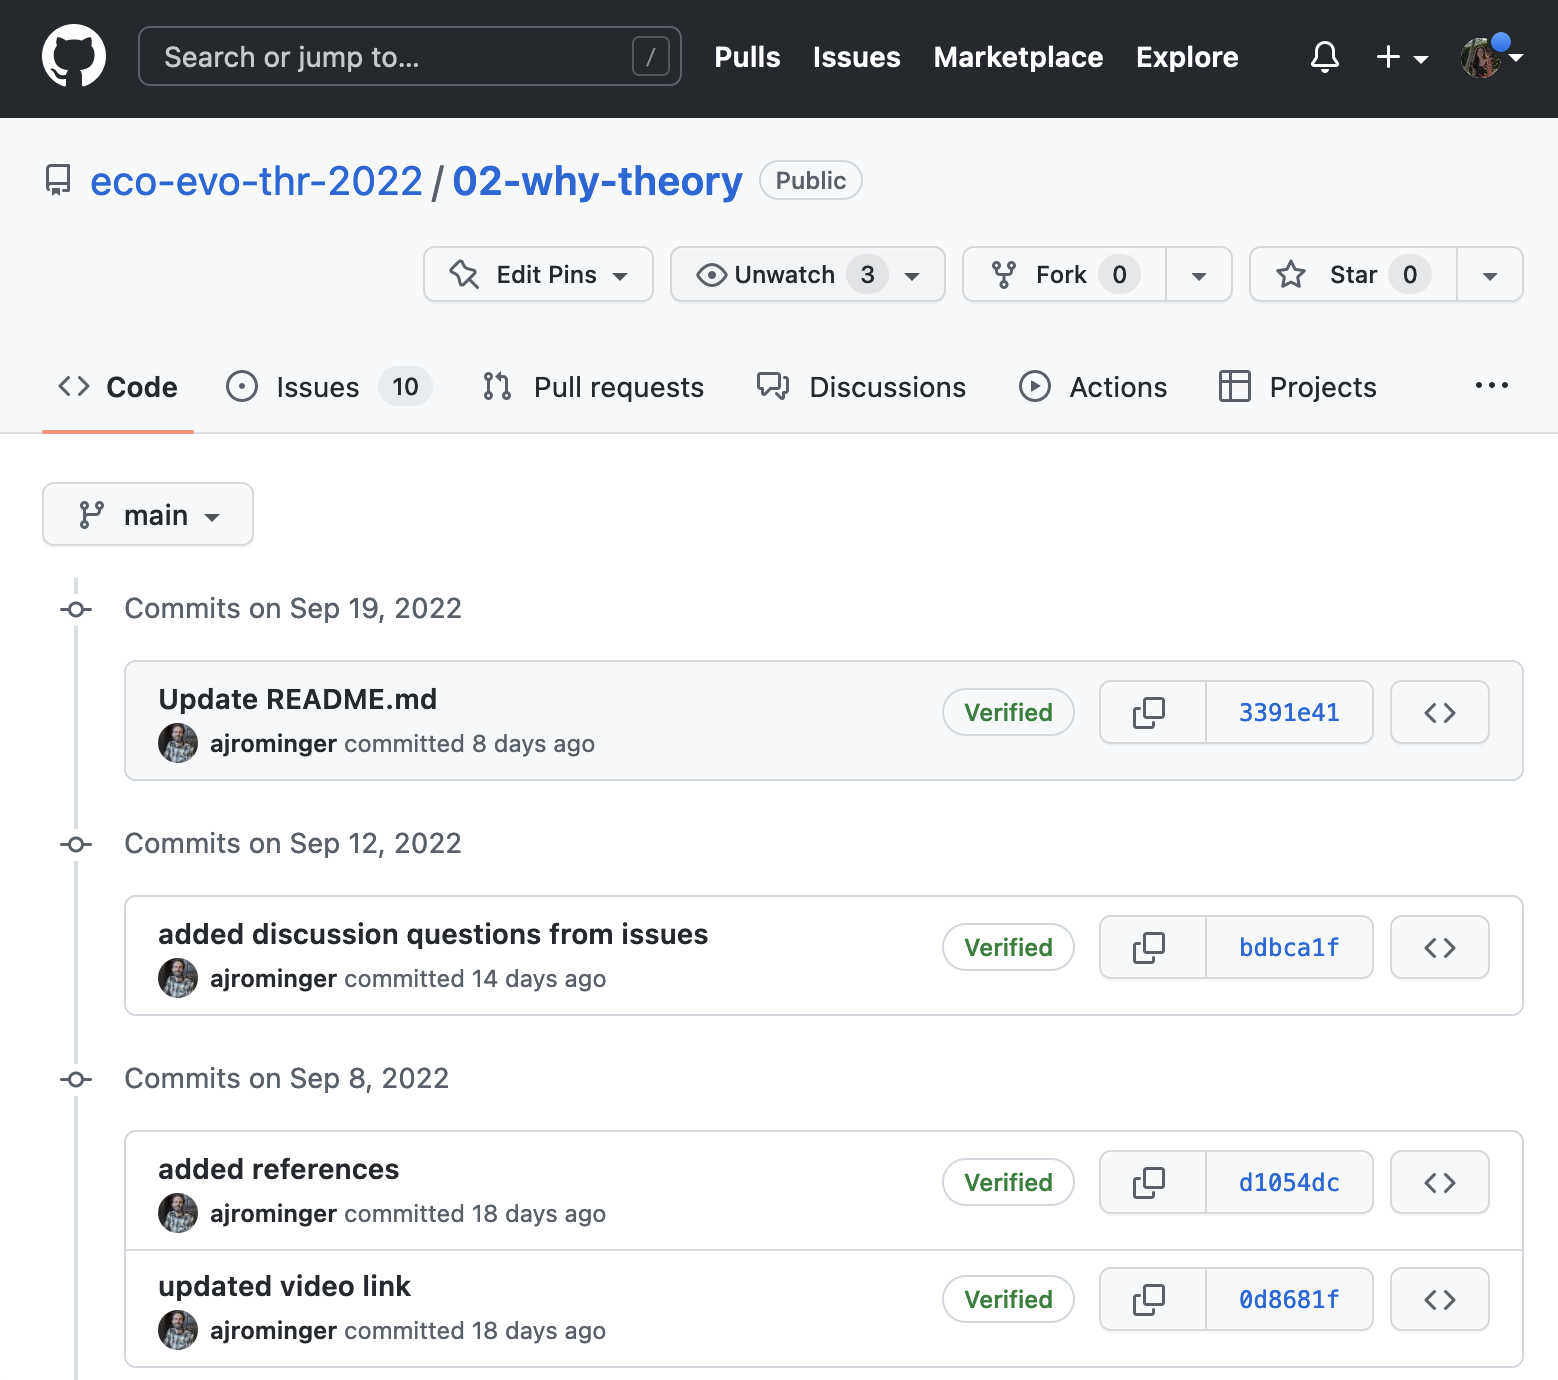 Search or jump to... /
Pulls Issues Marketplace Explore
eco-evo-thr-2022 / 02-why-theory Public
Edit Pins Unwatch 3 Fork 0 Star 0
Code Issues 10 Pull requests Discussions Actions Projects
main
Commits on Sep 19, 2022
Update README.md
Verified 3391e41
ajrominger committed 8 days ago
Commits on Sep 12, 2022
added discussion questions from issues
Verified bdbca1f
ajrominger committed 14 days ago
Commits on Sep 8, 2022
added references
Verified d1054dc
ajrominger committed 18 days ago
updated video link
Verified 0d8681f
ajrominger committed 18 days ago